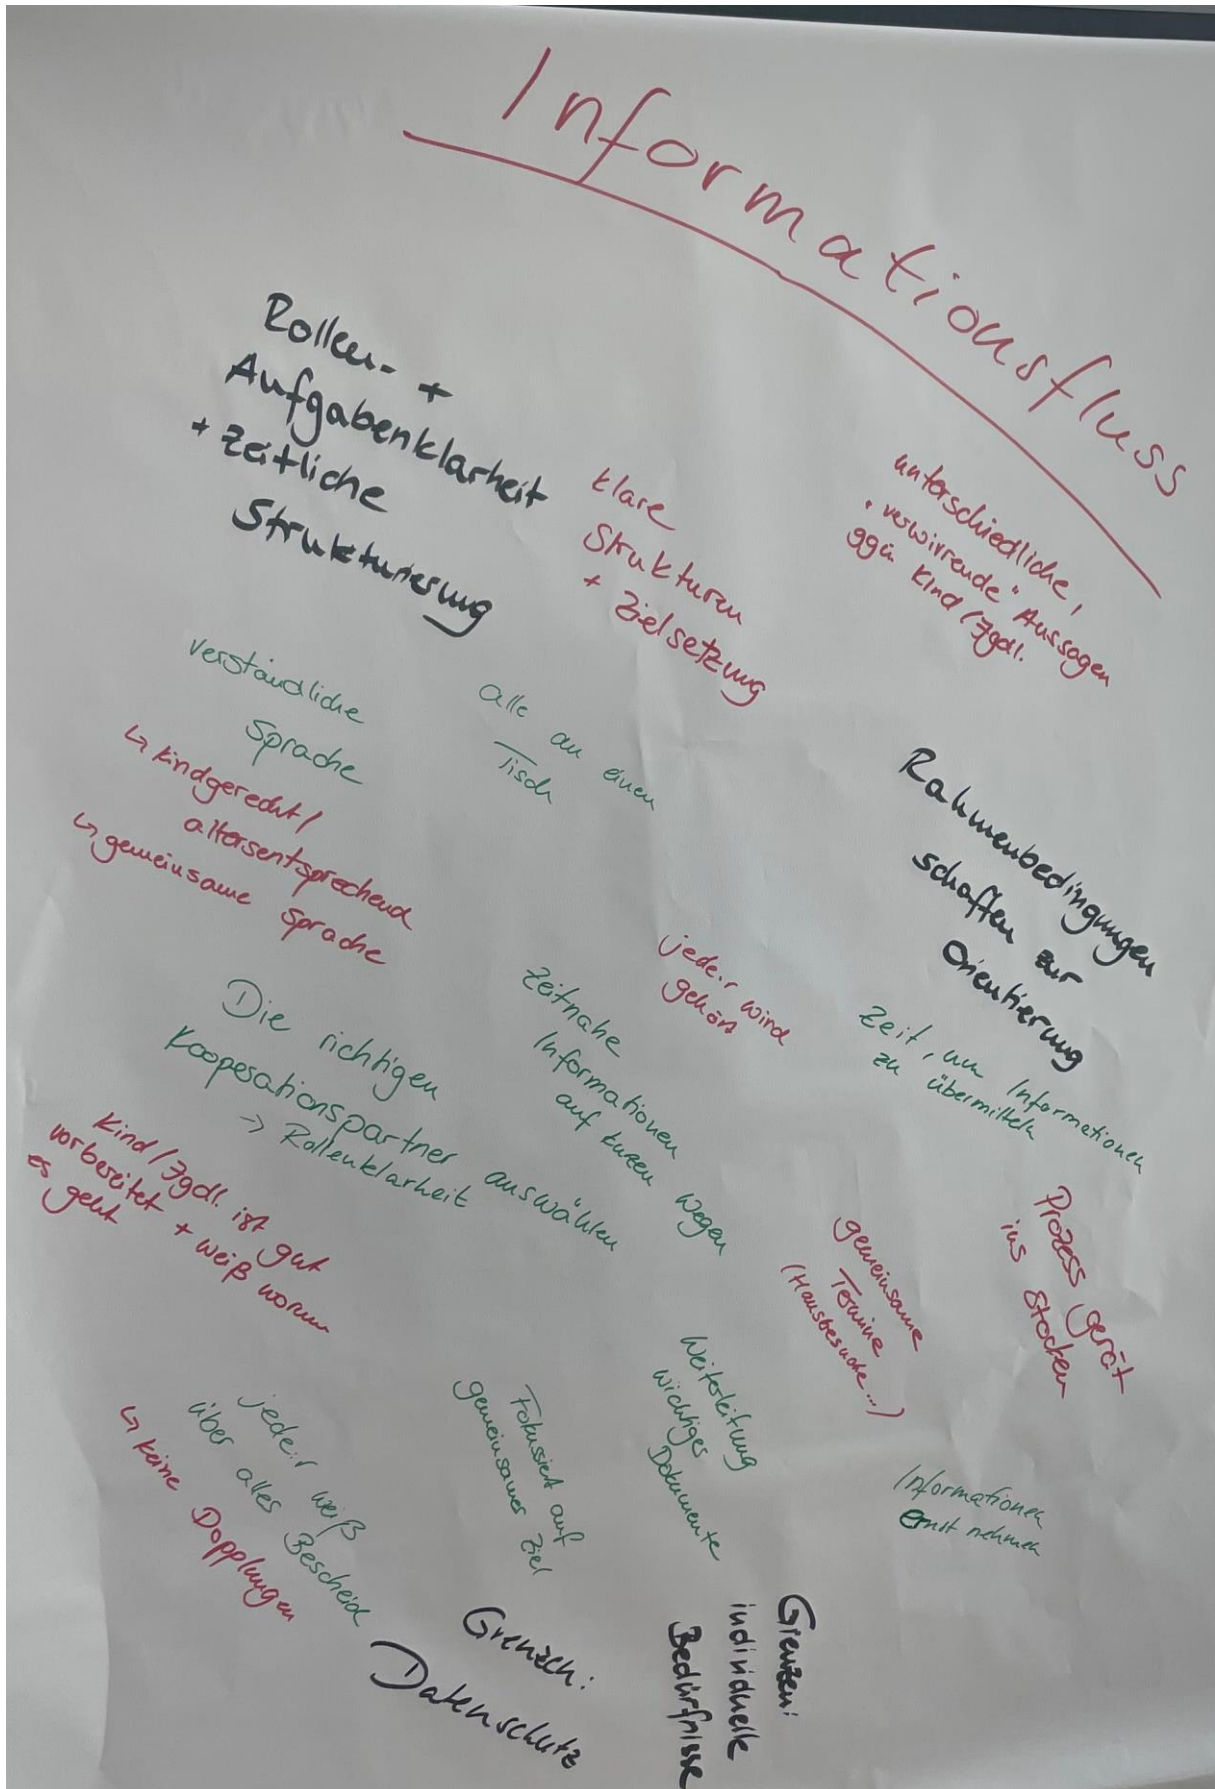 Informationsfluss
Rollen- +
Aufgabenklarheit
+ zeitliche
Strukturierung
klare
Strukturen
+ Zielsetzung
unterschiedliche,
"verwirrende" Aussagen
ggü. Kind/Jgdl.
verständliche
Sprache
↳ kindgerecht/
altersentsprechend
↳ gemeinsame Sprache
alle an einen
Tisch
Rahmenbedingungen
schaffen zur
Orientierung
jede:r wird
gehört
Zeitnahe
Informationen
auf kurzen Wegen
Zeit, um Informationen
zu übermitteln
Die richtigen
Kooperationspartner auswählen
→ Rollenklarheit
Kind/Jgdl. ist gut
vorbereitet + weiß worum
es geht
gemeinsame
Termine
(Hausbesuche...)
Prozess gerät
ins Stocken
jede:r weiß
über alles Bescheid
↳ keine Dopplungen
Fokussiert auf
gemeinsames Ziel
Weiterleitung
wichtiger
Dokumente
Informationen
ernst nehmen
Grenzen:
Datenschutz
Grenzen:
individuelle
Bedürfnisse